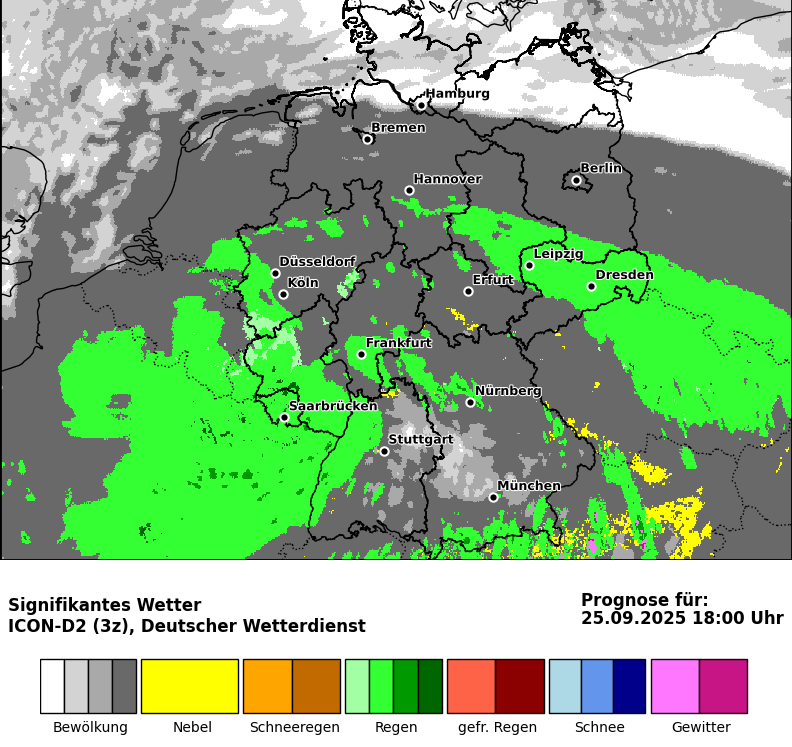 Hamburg
Bremen
Berlin
Hannover
Leipzig
Düsseldorf
Dresden
Köln
Erfurt
Frankfurt
Nürnberg
Saarbrücken
Stuttgart
München
Signifikantes Wetter
ICON-D2 (3z), Deutscher Wetterdienst
Prognose für:
25.09.2025 18:00 Uhr
Bewölkung Nebel Schneeregen Regen gefr. Regen Schnee Gewitter